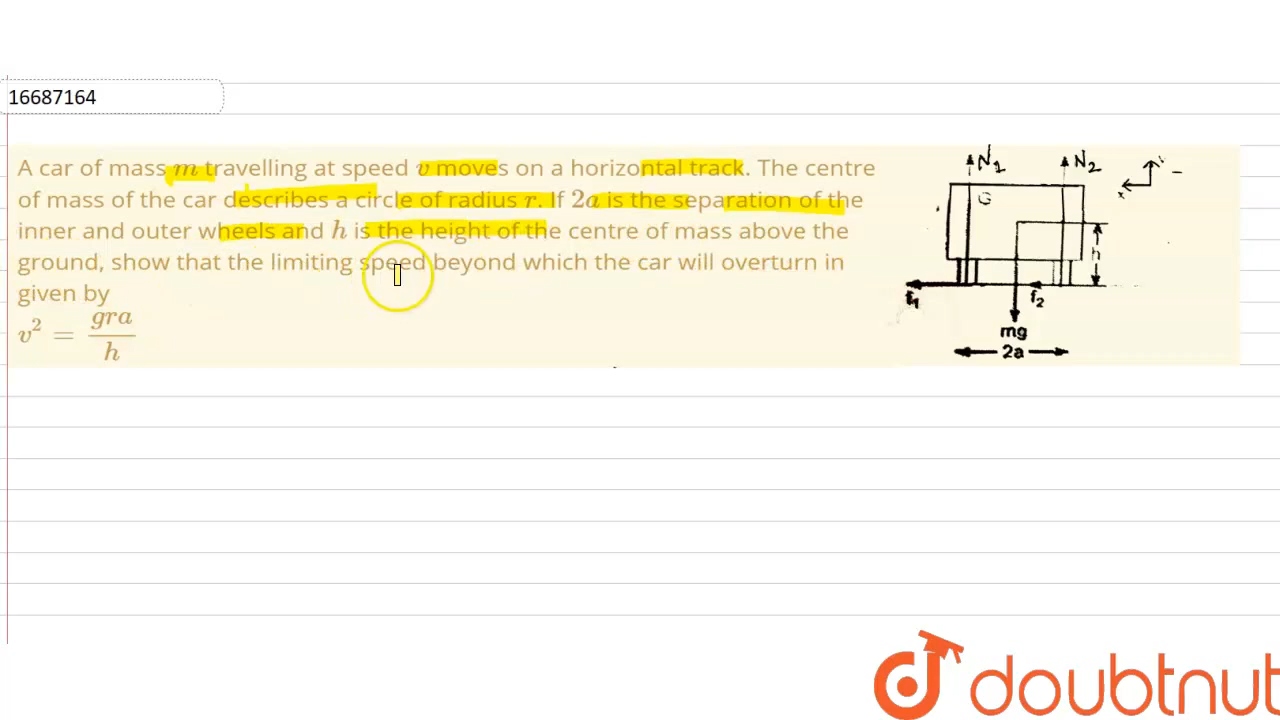 16687164
A car of mass m travelling at speed v moves on a horizontal track. The centre
of mass of the car describes a circle of radius r. If 2a is the separation of the
inner and outer wheels and h is the height of the centre of mass above the
ground, show that the limiting speed beyond which the car will overturn in
given by
v² = gra/h
N₁ N₂
G
h
f₁ f₂
mg
2a
doubtnut